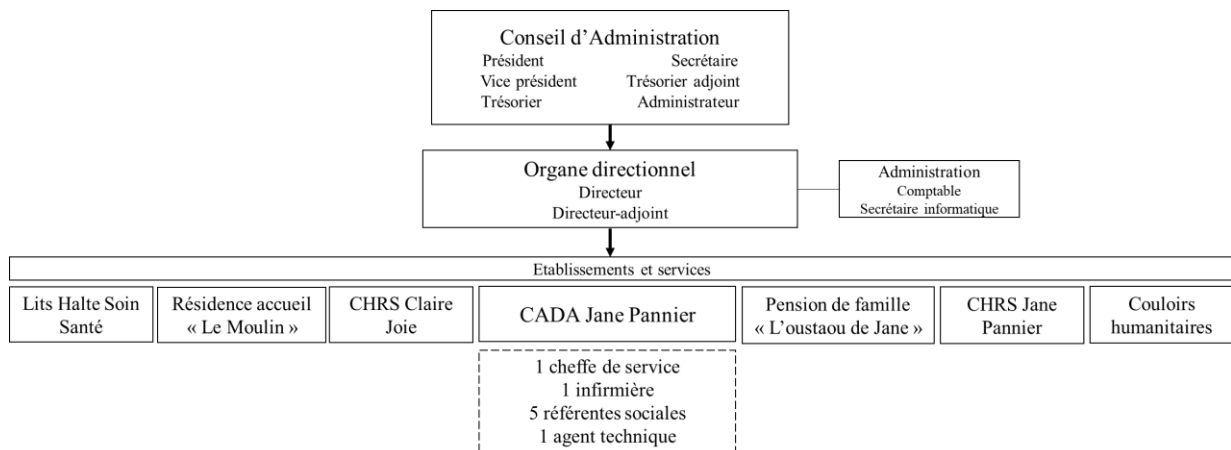 Conseil d’Administration
Président Secrétaire
Vice président Trésorier adjoint
Trésorier Administrateur
Organe directionnel
Directeur
Directeur-adjoint
Administration
Comptable
Secrétaire informatique
Etablissements et services
Lits Halte Soin
Santé
Résidence accueil
« Le Moulin »
CHRS Claire
Joie
CADA Jane Pannier
Pension de famille
« L’oustaou de Jane »
CHRS Jane
Pannier
Couloirs
humanitaires
1 cheffe de service
1 infirmière
5 référentes sociales
1 agent technique